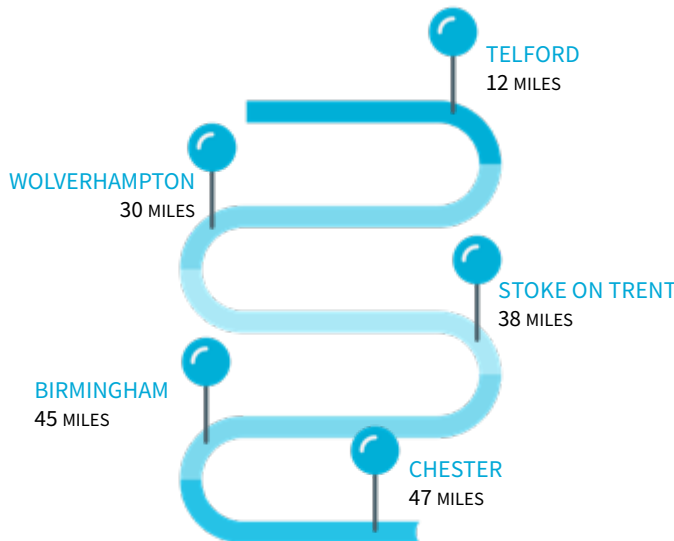 TELFORD
12 MILES
WOLVERHAMPTON
30 MILES
STOKE ON TRENT
38 MILES
BIRMINGHAM
45 MILES
CHESTER
47 MILES